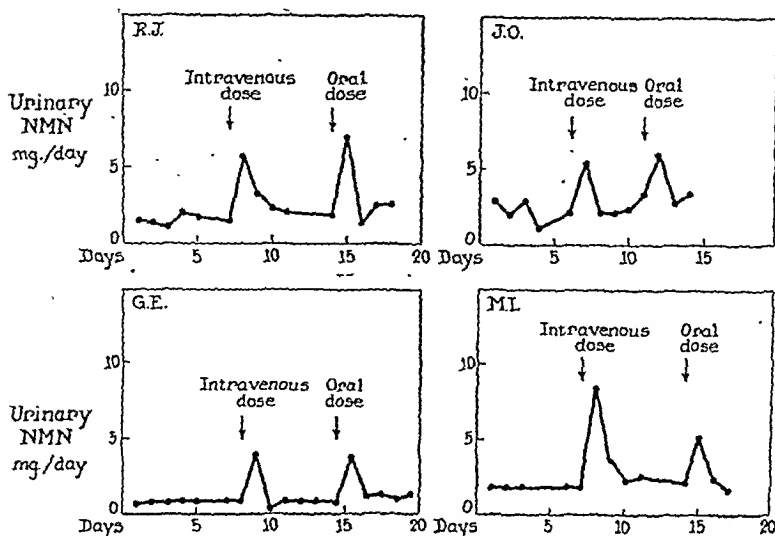 R.J.
Intravenous dose
Oral dose
Urinary
NMN
mg./day
10
5
0
Days
5
10
15
20
J.O.
Intravenous dose
Oral dose
10
5
0
Days
5
10
15
G.E.
Intravenous dose
Oral dose
Urinary
NMN
mg/day
10
5
0
Days
5
10
15
20
M.I.
Intravenous dose
Oral dose
10
5
0
Days
5
10
15
20